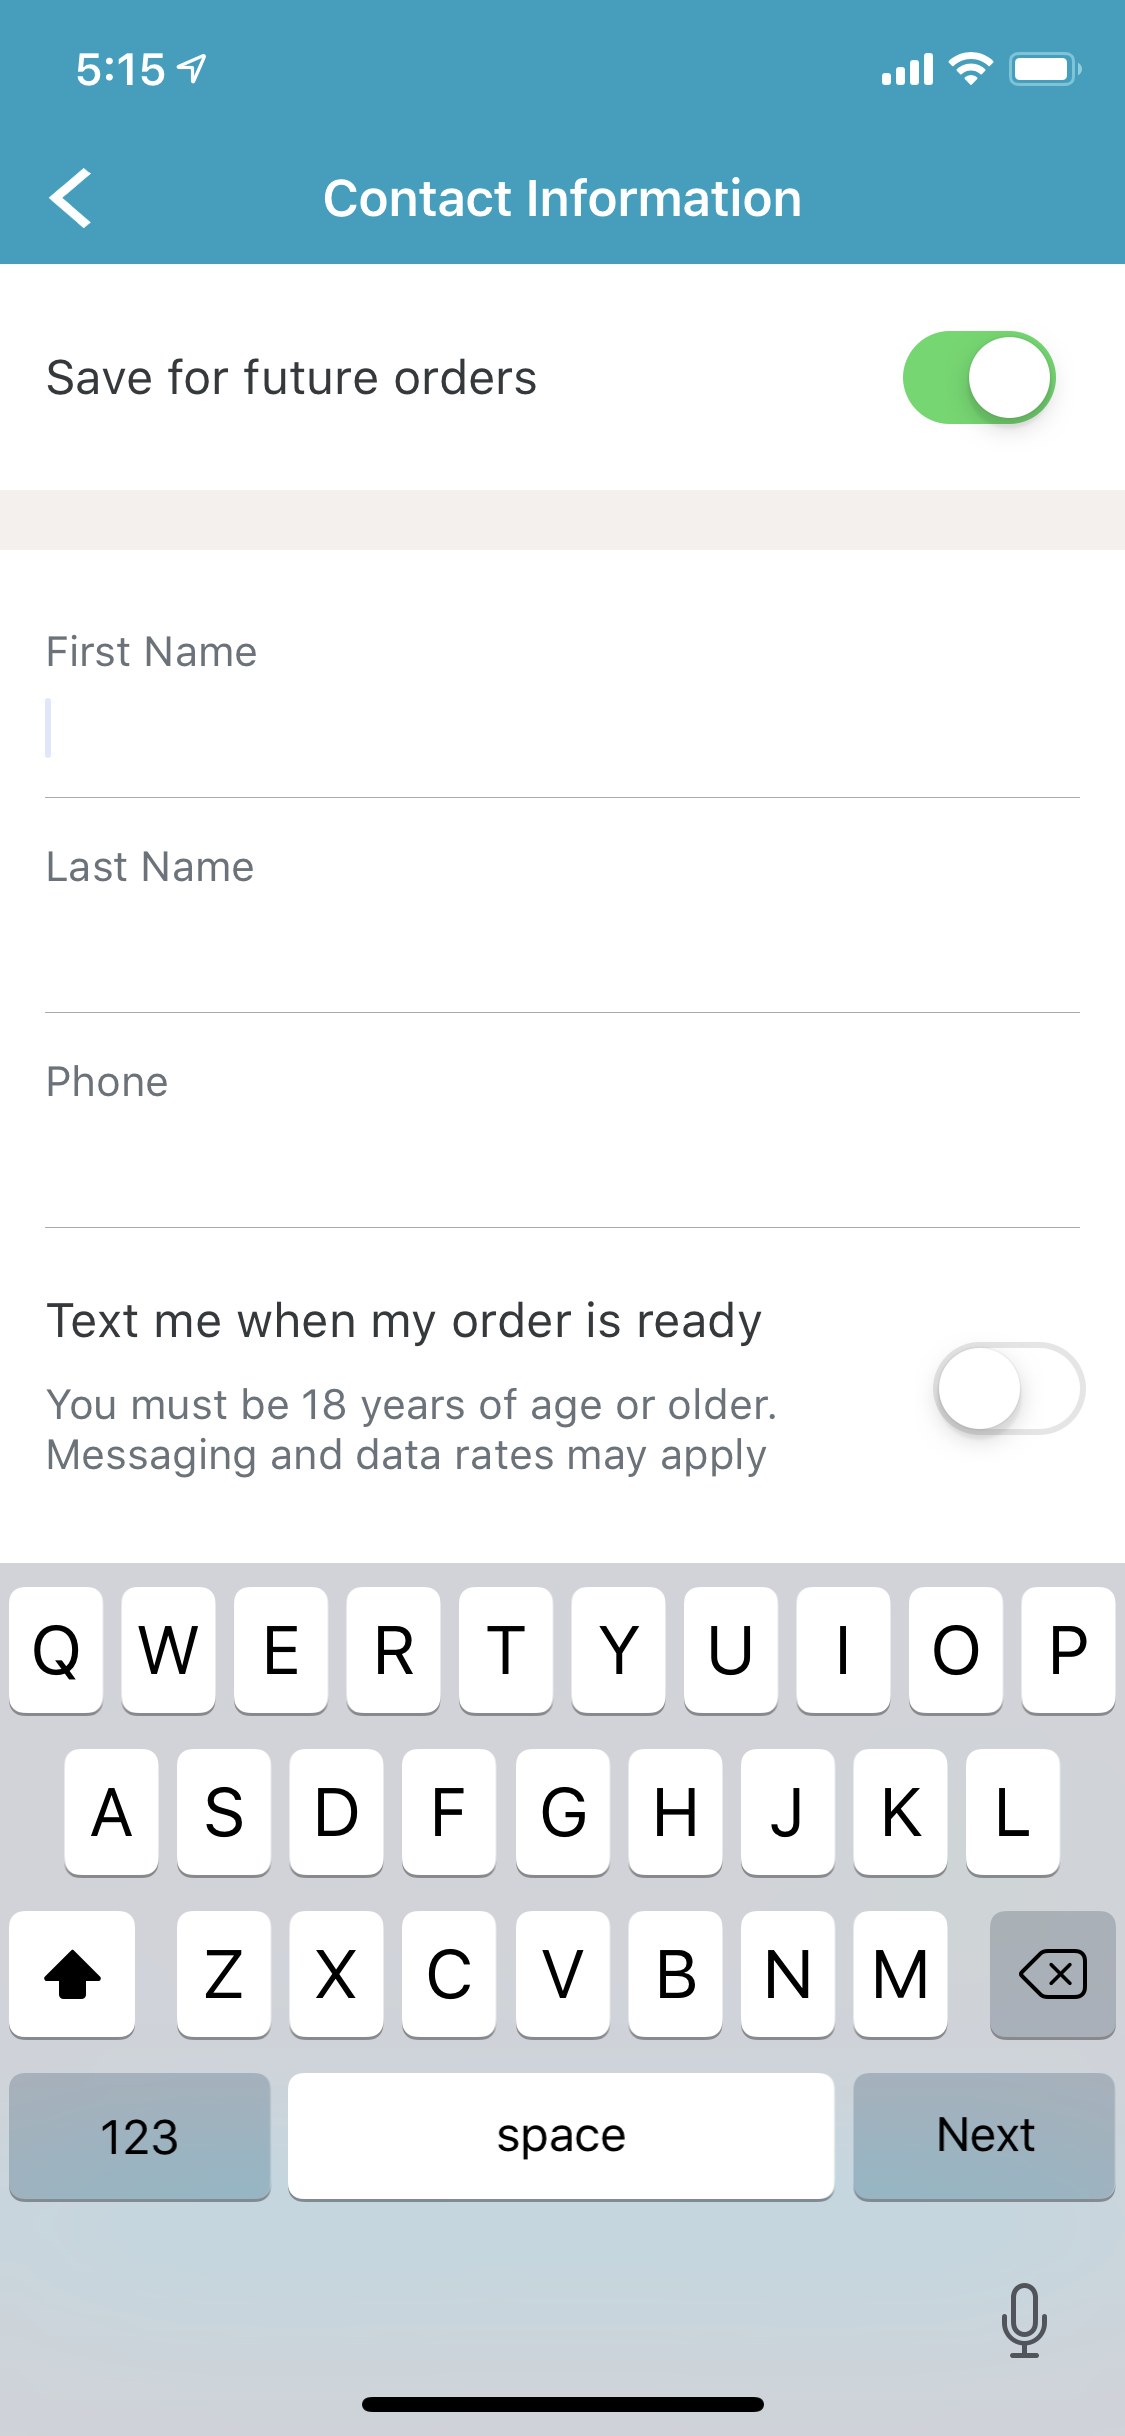 5:15
Contact Information
Save for future orders
First Name
Last Name
Phone
Text me when my order is ready
You must be 18 years of age or older.
Messaging and data rates may apply
Q W E R T Y U I O P
A S D F G H J K L
Z X C V B N M
123 space Next